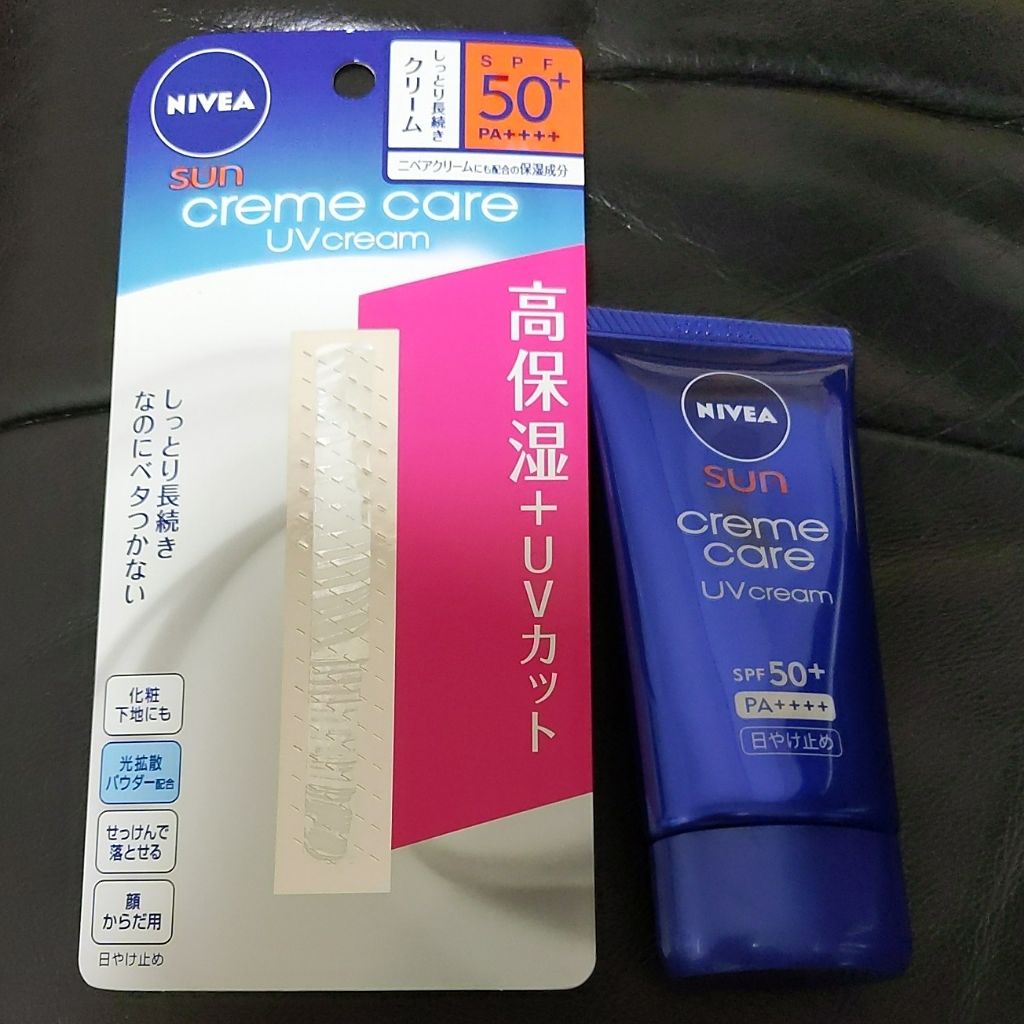 NIVEA
sun
creme care
UV cream
しっとり長続き
クリーム
SPF
50+
PA++++
ニベアクリームにも配合の保湿成分
高保湿+UVカット
しっとり長続き
なのにベタつかない
化粧
下地にも
光拡散
パウダー配合
せっけんで
落とせる
顔
からだ用
日やけ止め
NIVEA
sun
creme
care
UV cream
SPF 50+
PA++++
日やけ止め